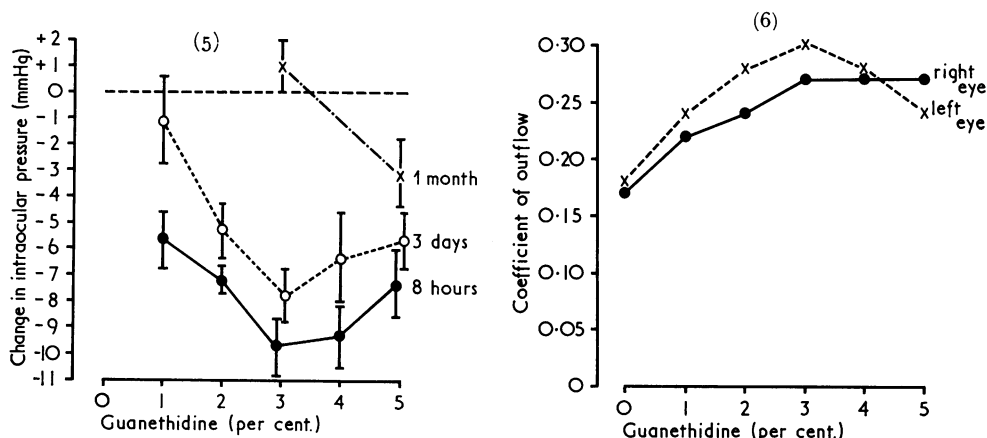 (5)
Change in intraocular pressure (mmHg)
+2
+1
0
-1
-2
-3
-4
-5
-6
-7
-8
-9
-10
-11
1 month
3 days
8 hours
0 1 2 3 4 5
Guanethidine (per cent.)
(6)
Coefficient of outflow
0·30
0·25
0·20
0·15
0·10
0·05
0
right
eye
left
eye
0 1 2 3 4 5
Guanethidine (per cent.)